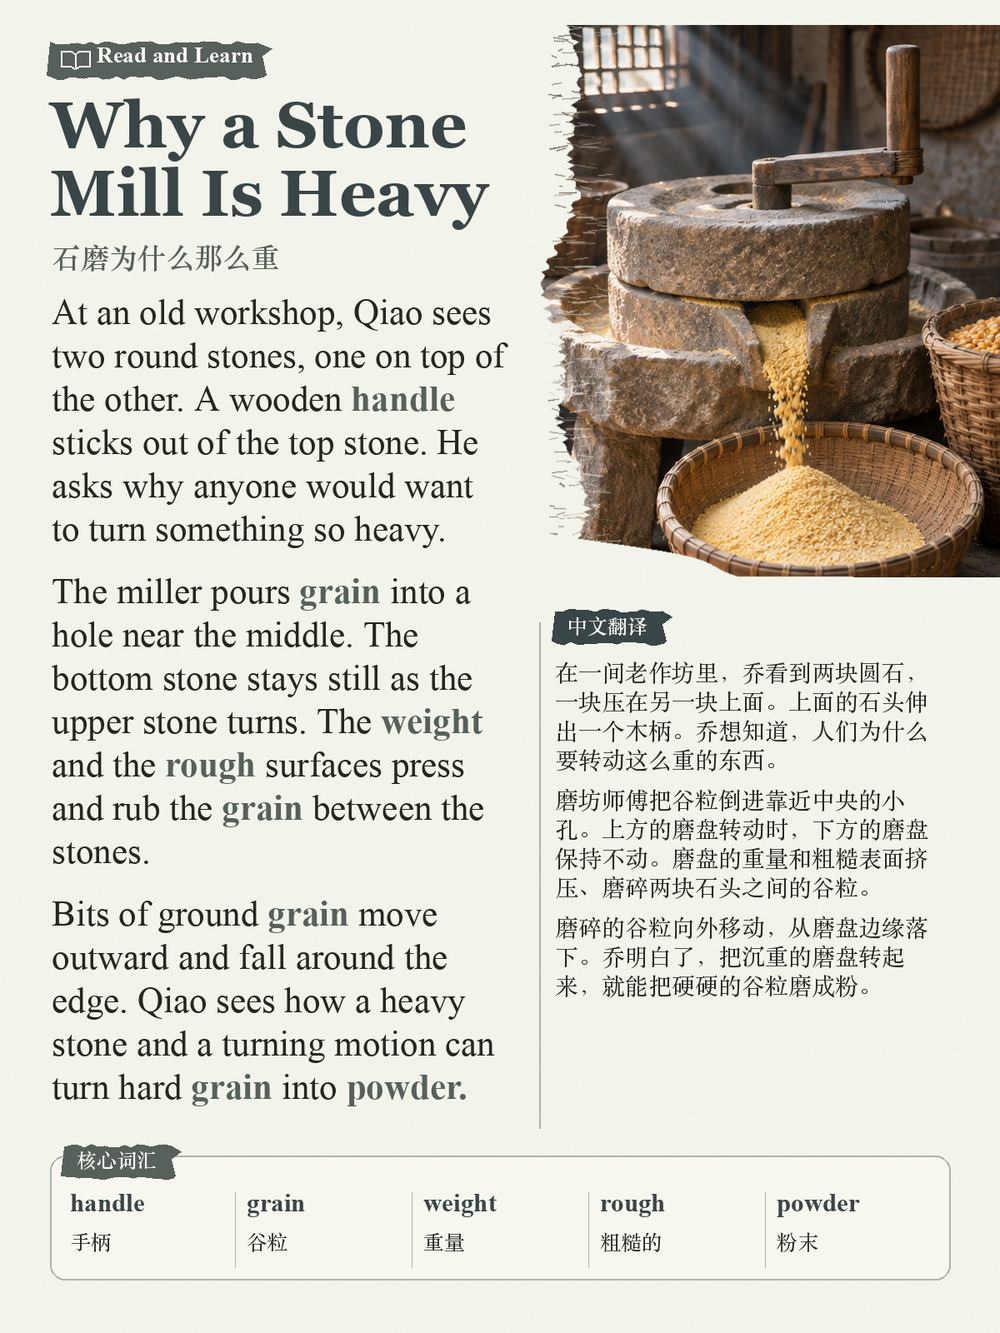 Read and Learn
Why a Stone
Mill Is Heavy
石磨为什么那么重
At an old workshop, Qiao sees
two round stones, one on top of
the other. A wooden handle
sticks out of the top stone. He
asks why anyone would want
to turn something so heavy.
The miller pours grain into a
hole near the middle. The
bottom stone stays still as the
upper stone turns. The weight
and the rough surfaces press
and rub the grain between the
stones.
Bits of ground grain move
outward and fall around the
edge. Qiao sees how a heavy
stone and a turning motion can
turn hard grain into powder.
中文翻译
在一间老作坊里，乔看到两块圆石，
一块压在另一块上面。上面的石头伸
出一个木柄。乔想知道，人们为什么
要转动这么重的东西。
磨坊师傅把谷粒倒进靠近中央的小
孔。上方的磨盘转动时，下方的磨盘
保持不动。磨盘的重量和粗糙表面挤
压、磨碎两块石头之间的谷粒。
磨碎的谷粒向外移动，从磨盘边缘落
下。乔明白了，把沉重的磨盘转起
来，就能把硬硬的谷粒磨成粉。
核心词汇
handle
手柄
grain
谷粒
weight
重量
rough
粗糙的
powder
粉末